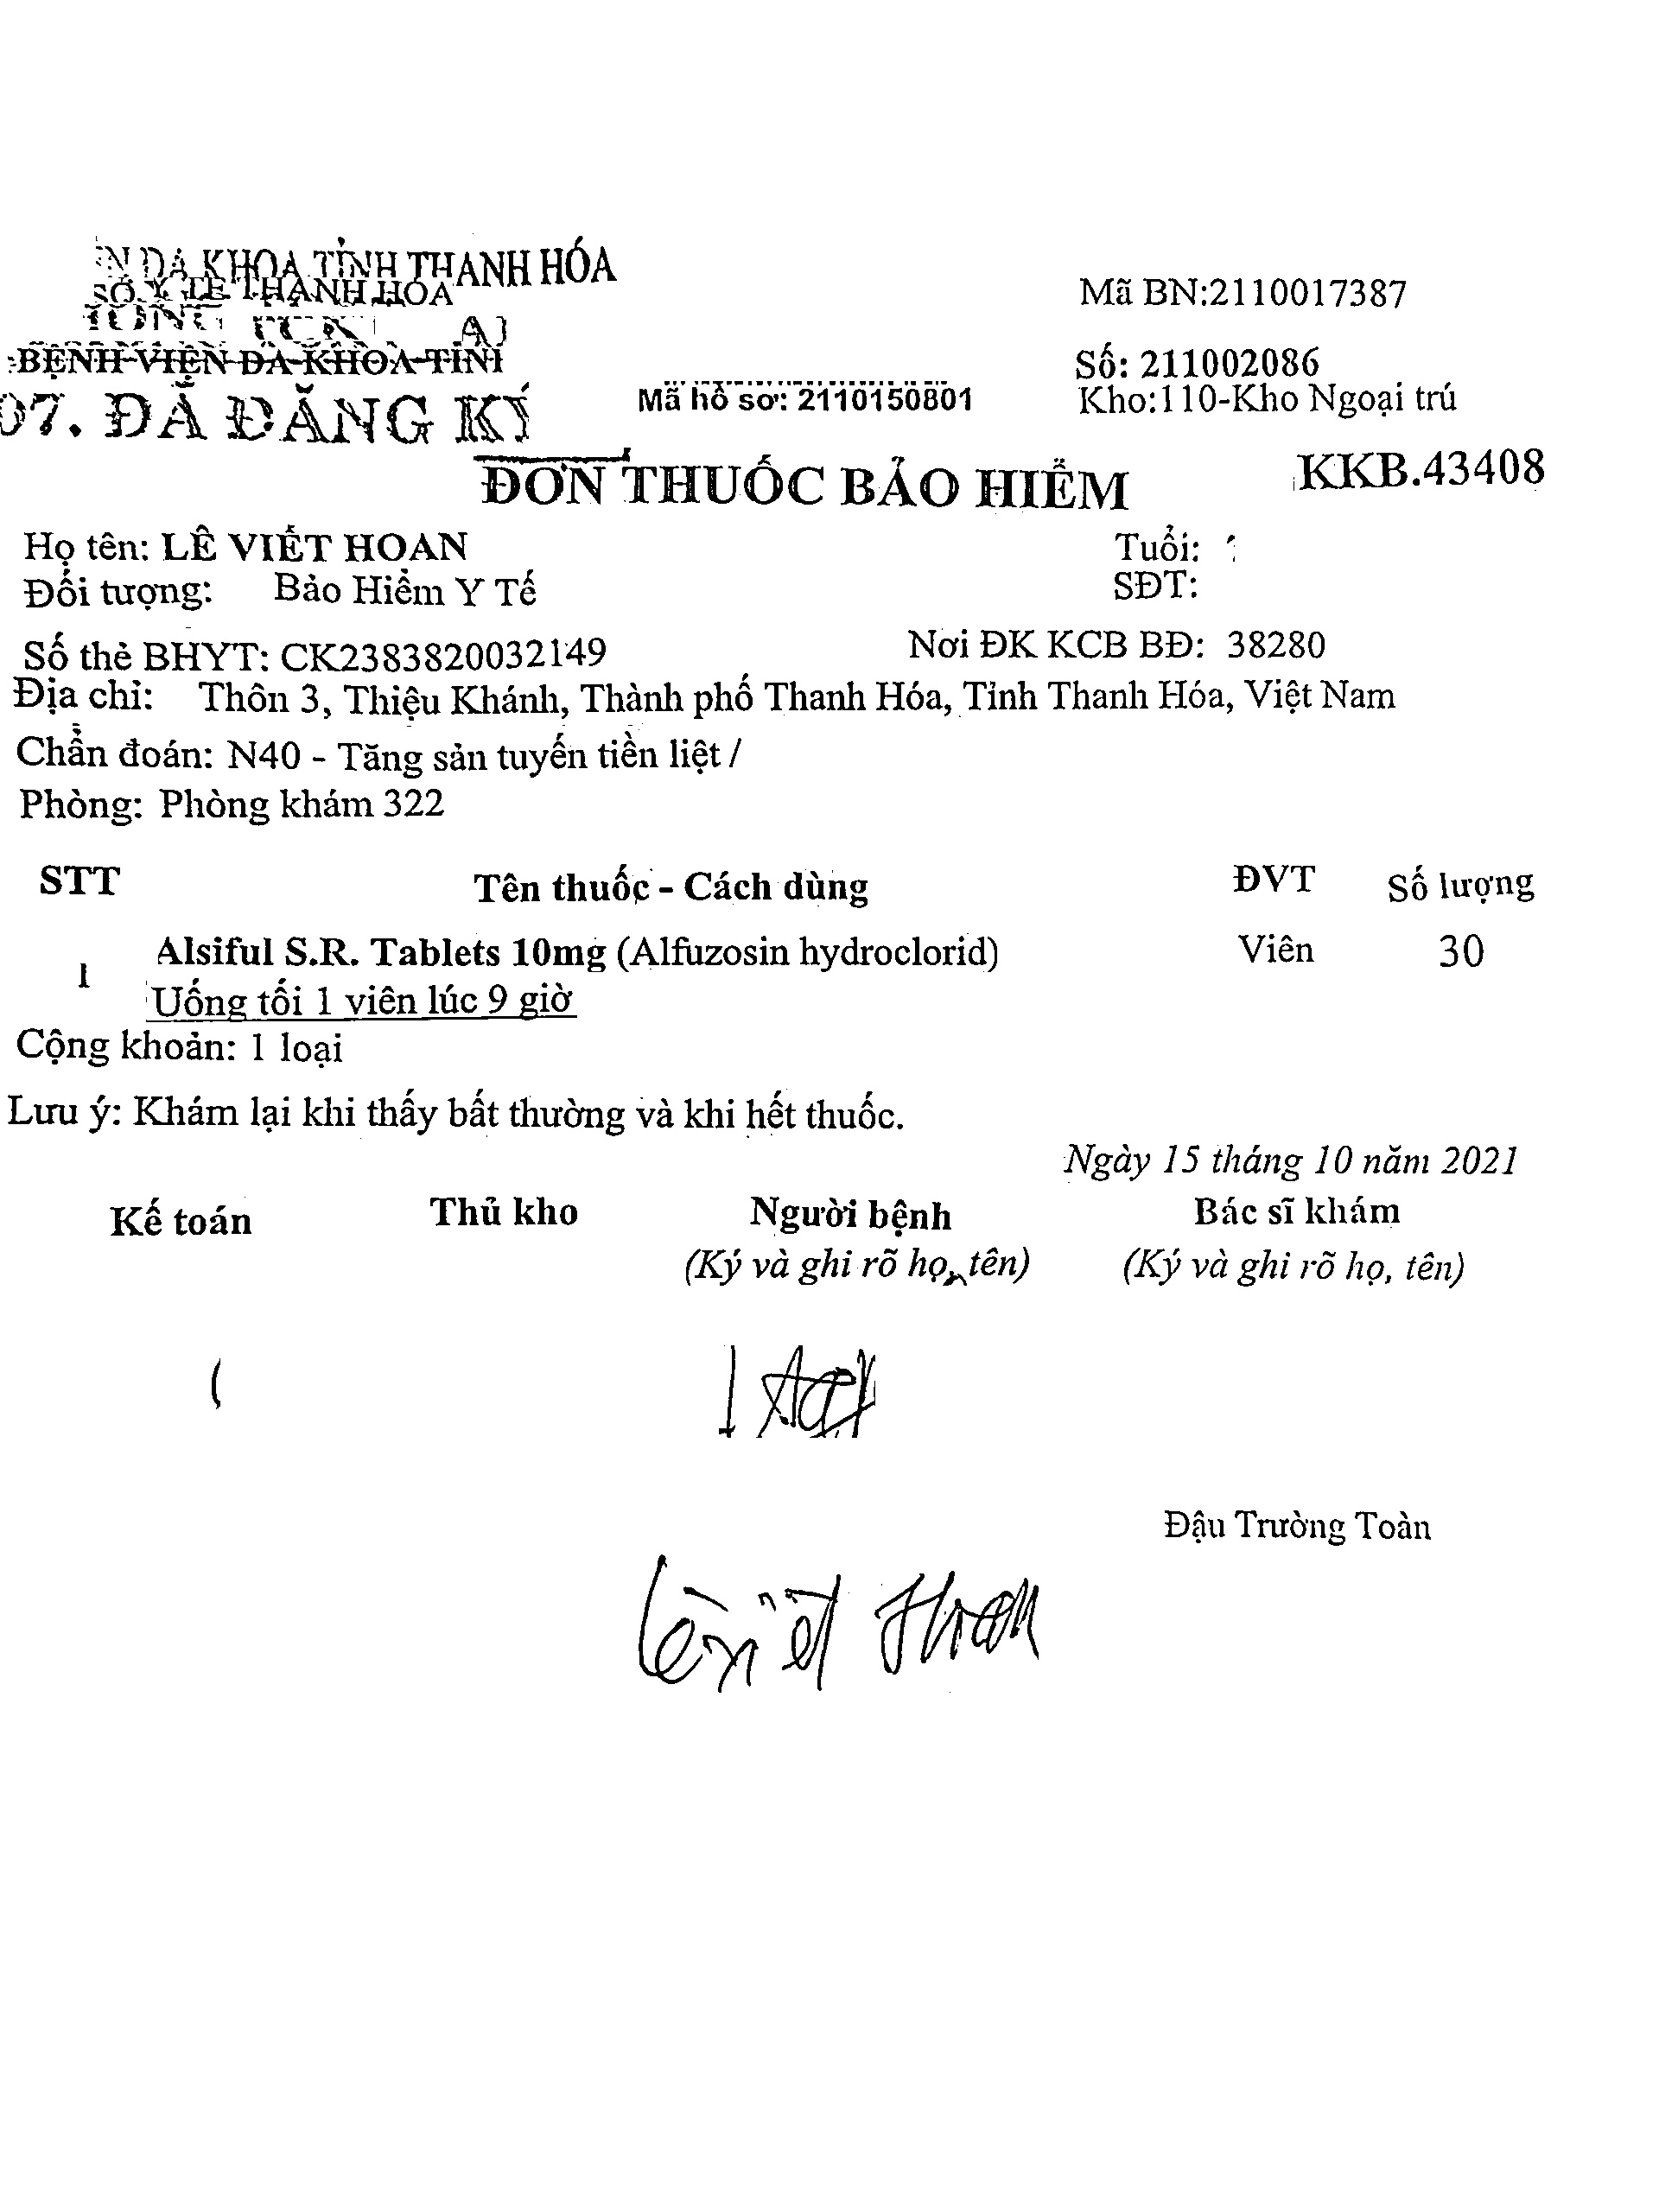 ĐA KHOA TỈNH THANH HÓA
SỞ Y TẾ THANH HÓA
BỆNH VIỆN ĐA KHOA TỈNH
07. ĐÃ ĐĂNG KÝ
Mã hồ sơ: 2110150801
Mã BN:2110017387
Số: 211002086
Kho:110-Kho Ngoại trú
ĐƠN THUỐC BẢO HIỂM
KKB.43408
Họ tên: LÊ VIẾT HOAN
Tuổi:
Đối tượng: Bảo Hiểm Y Tế
SĐT:
Số thẻ BHYT: CK2383820032149 Nơi ĐK KCB BĐ: 38280
Địa chỉ: Thôn 3, Thiệu Khánh, Thành phố Thanh Hóa, Tỉnh Thanh Hóa, Việt Nam
Chẩn đoán: N40 - Tăng sản tuyến tiền liệt /
Phòng: Phòng khám 322
STT Tên thuốc - Cách dùng ĐVT Số lượng
1 Alsiful S.R. Tablets 10mg (Alfuzosin hydroclorid) Viên 30
Uống tối 1 viên lúc 9 giờ
Cộng khoản: 1 loại
Lưu ý: Khám lại khi thấy bất thường và khi hết thuốc.
Ngày 15 tháng 10 năm 2021
Kế toán Thủ kho Người bệnh Bác sĩ khám
(Ký và ghi rõ họ, tên) (Ký và ghi rõ họ, tên)
Đậu Trường Toàn
Lê Viết Hoan